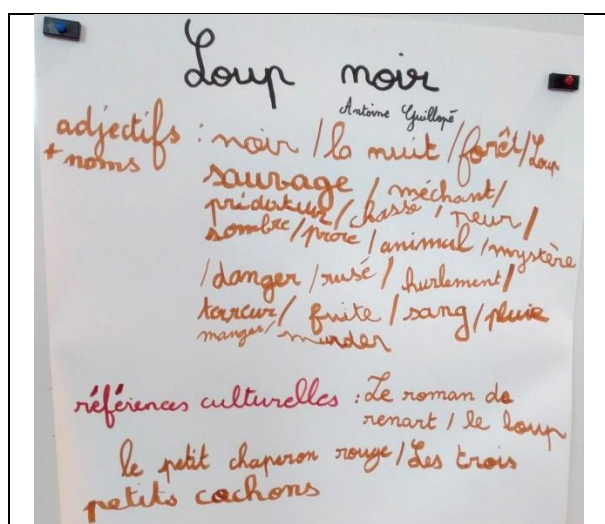 Loup noir
Antoine Guillopé
adjectifs : noir / la nuit / forêt / Loup
+ noms
sauvage / méchant /
prédateur / chasse / peur /
sombre / proie / animal / mystère
/ danger / rusé / hurlement /
terreur / fuite / sang / pluie
manger / murder
références culturelles : Le roman de
renart / le loup
le petit chaperon rouge / Les trois
petits cochons